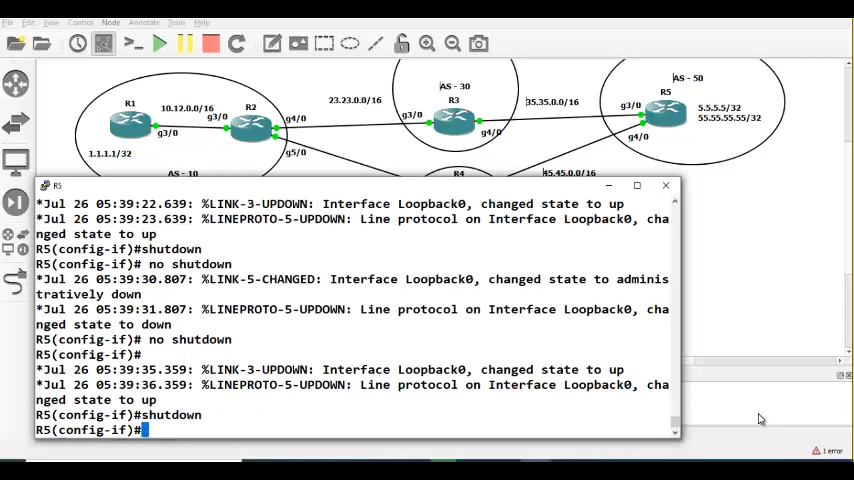 File Edit View Control Node Annotate Tools Help
AS - 30
AS - 50
R1
10.12.0.0/16
R2
23.23.0.0/16
R3
35.35.0.0/16
R5
g3/0
g4/0
g3/0
g3/0
5.5.5.5/32
55.55.55.55/32
g3/0
g4/0
g4/0
1.1.1.1/32
g5/0
AS - 10
R4
45.45.0.0/16
R5
*Jul 26 05:39:22.639: %LINK-3-UPDOWN: Interface Loopback0, changed state to up
*Jul 26 05:39:23.639: %LINEPROTO-5-UPDOWN: Line protocol on Interface Loopback0, cha
nged state to up
R5(config-if)#shutdown
R5(config-if)# no shutdown
*Jul 26 05:39:30.807: %LINK-5-CHANGED: Interface Loopback0, changed state to adminis
tratively down
*Jul 26 05:39:31.807: %LINEPROTO-5-UPDOWN: Line protocol on Interface Loopback0, cha
nged state to down
R5(config-if)# no shutdown
R5(config-if)#
*Jul 26 05:39:35.359: %LINK-3-UPDOWN: Interface Loopback0, changed state to up
*Jul 26 05:39:36.359: %LINEPROTO-5-UPDOWN: Line protocol on Interface Loopback0, cha
nged state to up
R5(config-if)#shutdown
R5(config-if)#
1 error